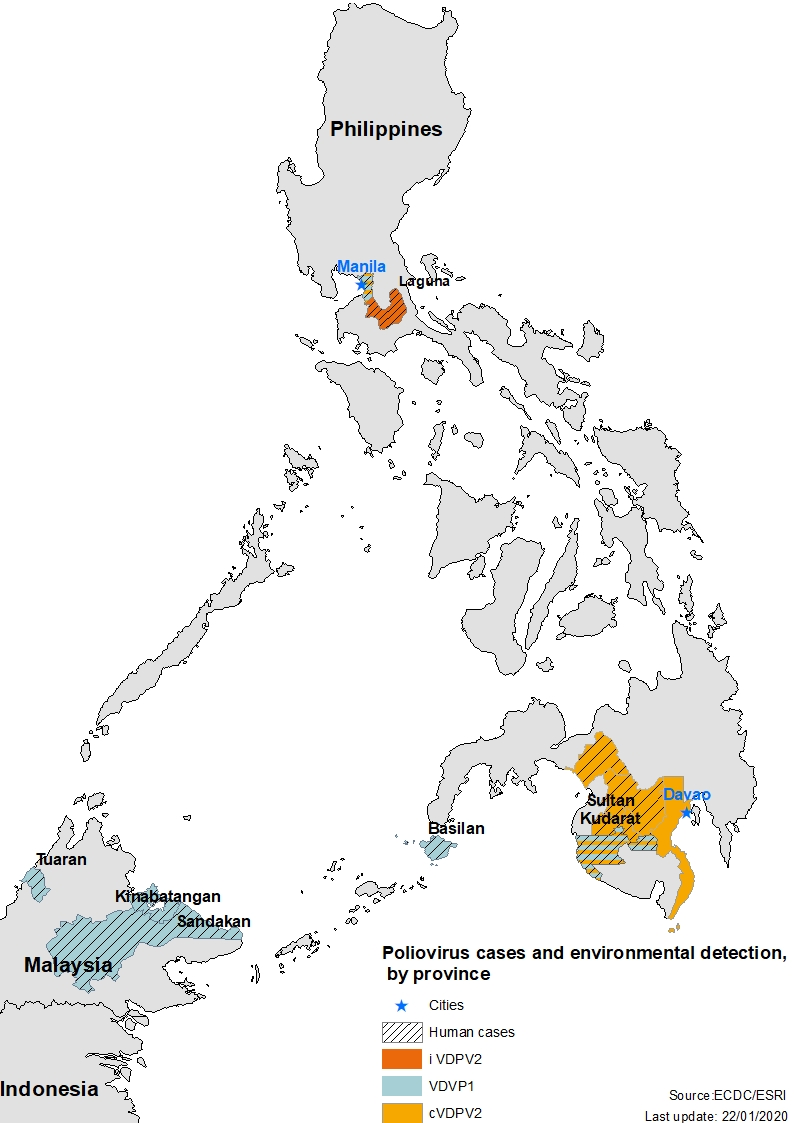 Philippines
Manila
Laguna
Davao
Sultan
Kudarat
Basilan
Tuaran
Kinabatangan
Sandakan
Malaysia
Indonesia
Poliovirus cases and environmental detection,
by province
Cities
Human cases
i VDPV2
VDVP1
cVDPV2
Source:ECDC/ESRI
Last update: 22/01/2020